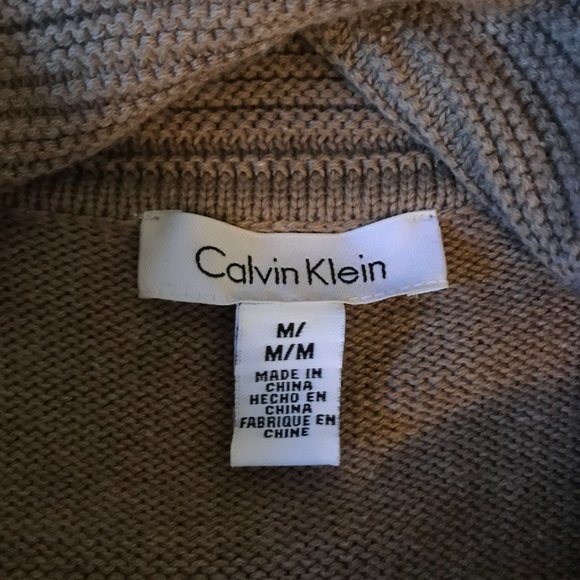 Calvin Klein
M/
M/M
MADE IN
CHINA
HECHO EN
CHINA
FABRIQUE EN
CHINE